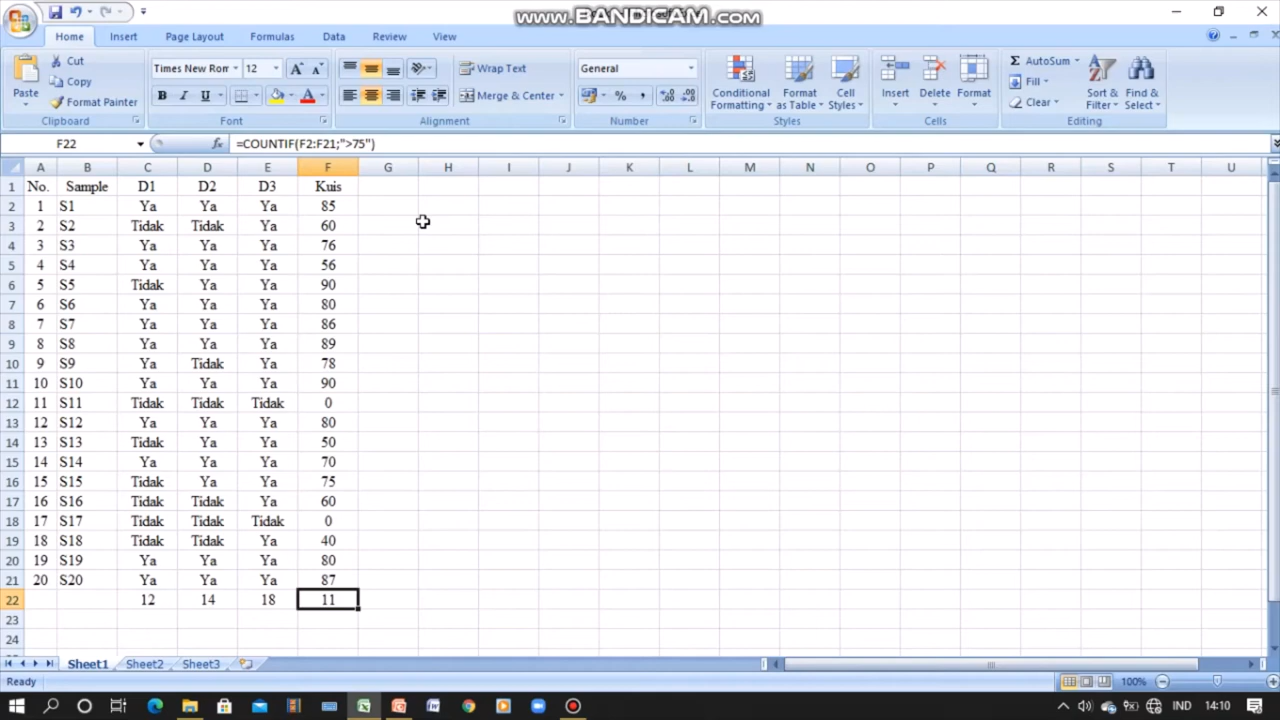 www.BANDICAM.com
Home Insert Page Layout Formulas Data Review View
Cut
Copy
Format Painter
Paste
Clipboard
Times New Rom 12
B I U
Font
Wrap Text
Merge & Center
Alignment
General
Number
Conditional Formatting
Format as Table
Cell Styles
Styles
Insert Delete Format
Cells
AutoSum
Fill
Clear
Sort & Filter
Find & Select
Editing
F22 fx =COUNTIF(F2:F21;">75")
A B C D E F G H I J K L M N O P Q R S T U
1 No. Sample D1 D2 D3 Kuis
2 1 S1 Ya Ya Ya 85
3 2 S2 Tidak Tidak Ya 60
4 3 S3 Ya Ya Ya 76
5 4 S4 Ya Ya Ya 56
6 5 S5 Tidak Ya Ya 90
7 6 S6 Ya Ya Ya 80
8 7 S7 Ya Ya Ya 86
9 8 S8 Ya Ya Ya 89
10 9 S9 Ya Tidak Ya 78
11 10 S10 Ya Ya Ya 90
12 11 S11 Tidak Tidak Tidak 0
13 12 S12 Ya Ya Ya 80
14 13 S13 Tidak Ya Ya 50
15 14 S14 Ya Ya Ya 70
16 15 S15 Tidak Ya Ya 75
17 16 S16 Tidak Tidak Ya 60
18 17 S17 Tidak Tidak Tidak 0
19 18 S18 Tidak Tidak Ya 40
20 19 S19 Ya Ya Ya 80
21 20 S20 Ya Ya Ya 87
22 12 14 18 11
23
24
Sheet1 Sheet2 Sheet3
Ready 100%
IND 14:10